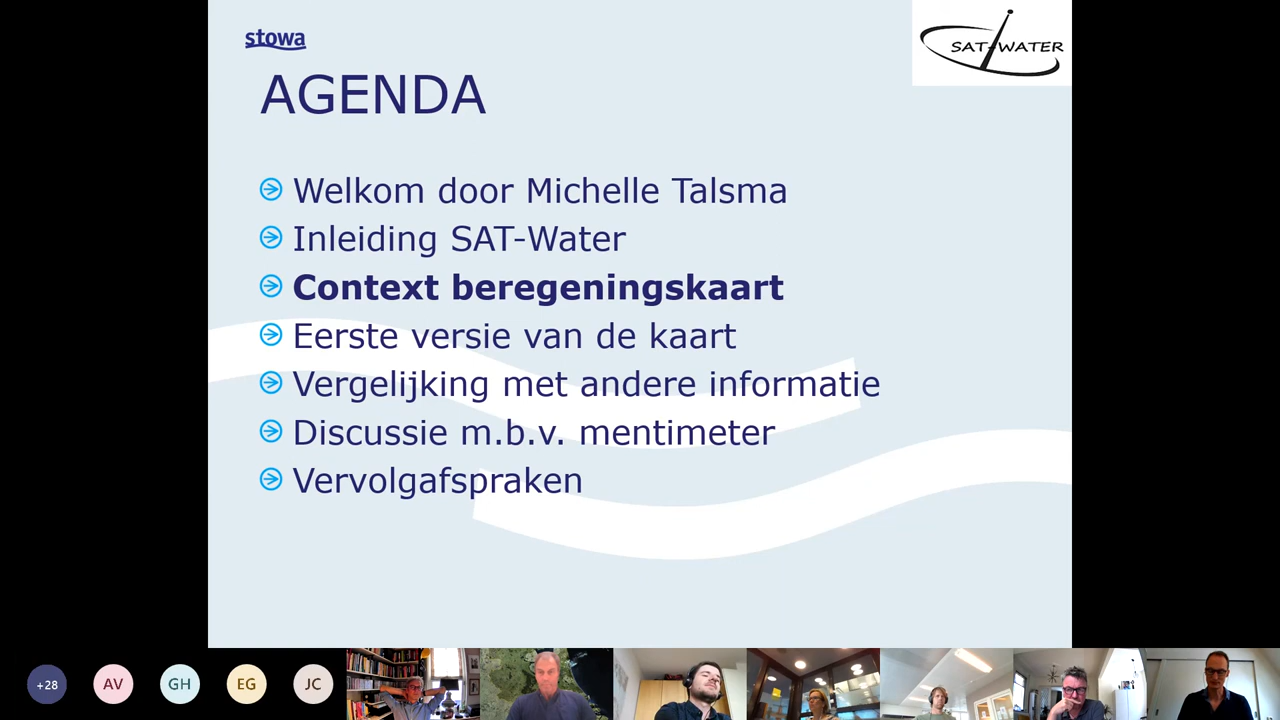 stowa
SAT-WATER
AGENDA
Welkom door Michelle Talsma
Inleiding SAT-Water
Context beregeningskaart
Eerste versie van de kaart
Vergelijking met andere informatie
Discussie m.b.v. mentimeter
Vervolgafspraken
+28
AV
GH
EG
JC